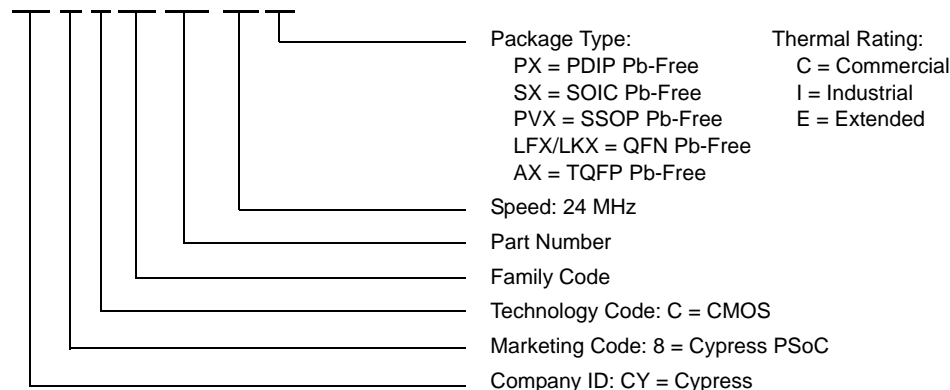 Package Type: Thermal Rating:
PX = PDIP Pb-Free C = Commercial
SX = SOIC Pb-Free I = Industrial
PVX = SSOP Pb-Free E = Extended
LFX/LKX = QFN Pb-Free
AX = TQFP Pb-Free
Speed: 24 MHz
Part Number
Family Code
Technology Code: C = CMOS
Marketing Code: 8 = Cypress PSoC
Company ID: CY = Cypress